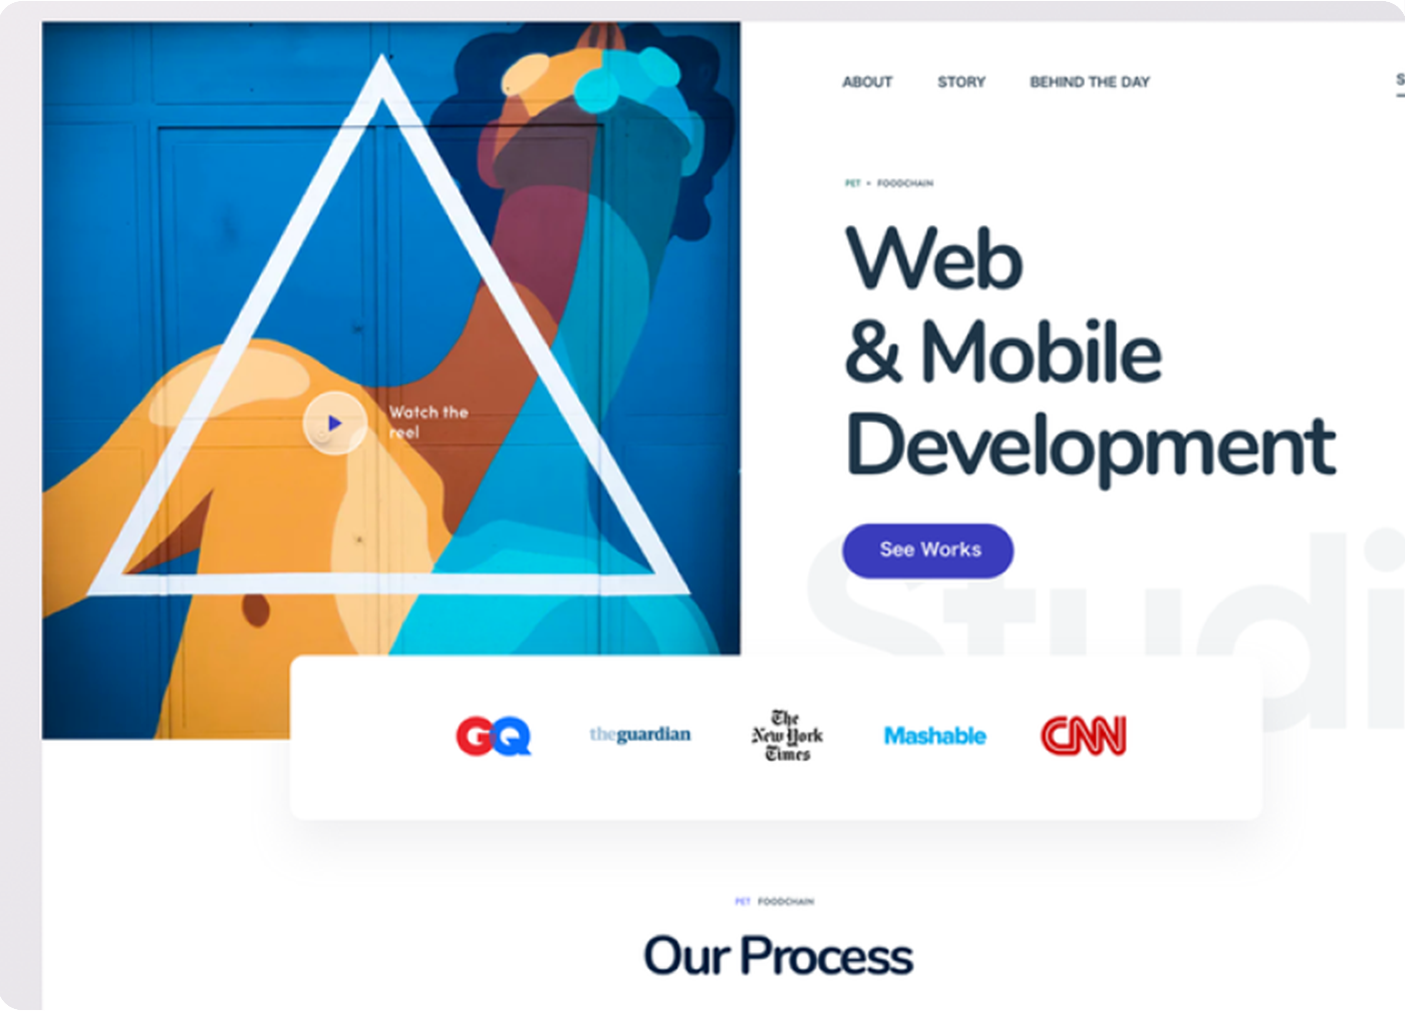 ABOUT STORY BEHIND THE DAY
PET • FOODCHAIN
Web
& Mobile
Development
See Works
Watch the
reel
Studi
GQ
theguardian
The
New York
Times
Mashable
CNN
PET FOODCHAIN
Our Process